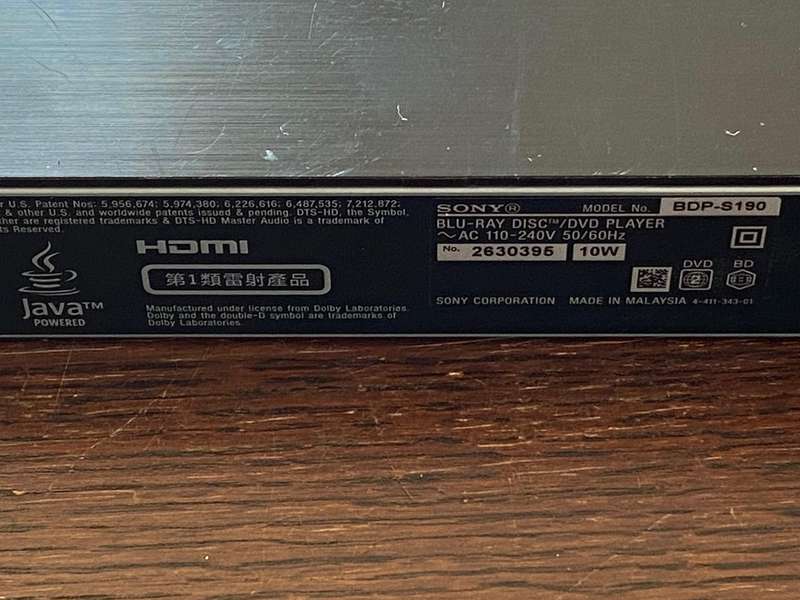 U.S. Patent Nos: 5,956,674; 5,974,380; 6,226,616; 6,487,535; 7,212,872;
& other U.S. and worldwide patents issued & pending. DTS-HD, the Symbol,
are registered trademarks & DTS-HD Master Audio is a trademark of
Reserved.
Java™
POWERED
HDMI
第1類雷射產品
Manufactured under license from Dolby Laboratories.
Dolby and the double-D symbol are trademarks of
Dolby Laboratories.
SONY® MODEL No. BDP-S190
BLU-RAY DISC™/DVD PLAYER
～AC 110-240V 50/60Hz
No. 2630395 10W
DVD BD
2 B
SONY CORPORATION MADE IN MALAYSIA 4-411-343-01